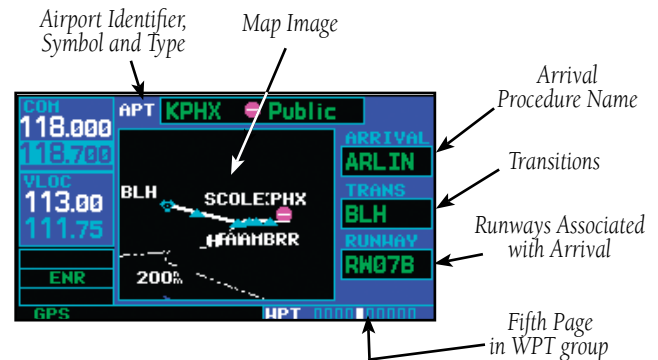 Airport Identifier,
Symbol and Type
Map Image
Arrival
Procedure Name
Transitions
Runways Associated
with Arrival
Fifth Page
in WPT group
COM
118.000
118.700
VLOC
113.00
111.75
ENR
GPS
APT KPHX Public
BLH
SCOLE
PHX
200
ARRIVAL
ARLIN
TRANS
BLH
RUNWAY
RW07B
WPT